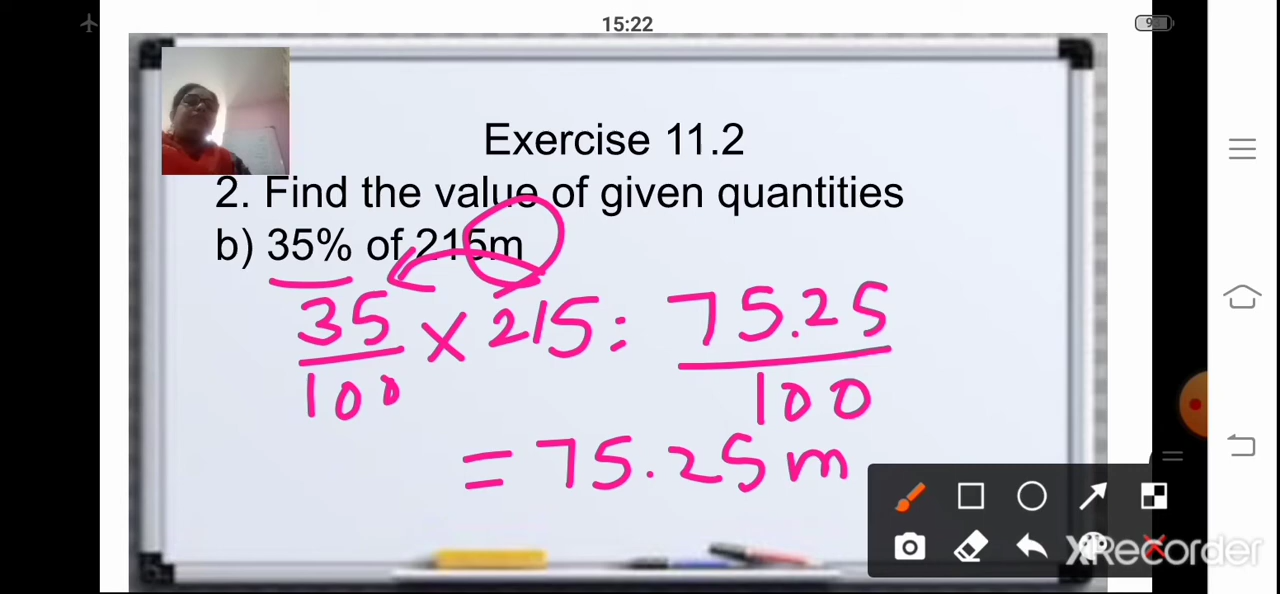 15:22
Exercise 11.2
2. Find the value of given quantities
b) 35% of 215m
35/100 × 215 = 75.25/100
= 75.25 m
XRecorder